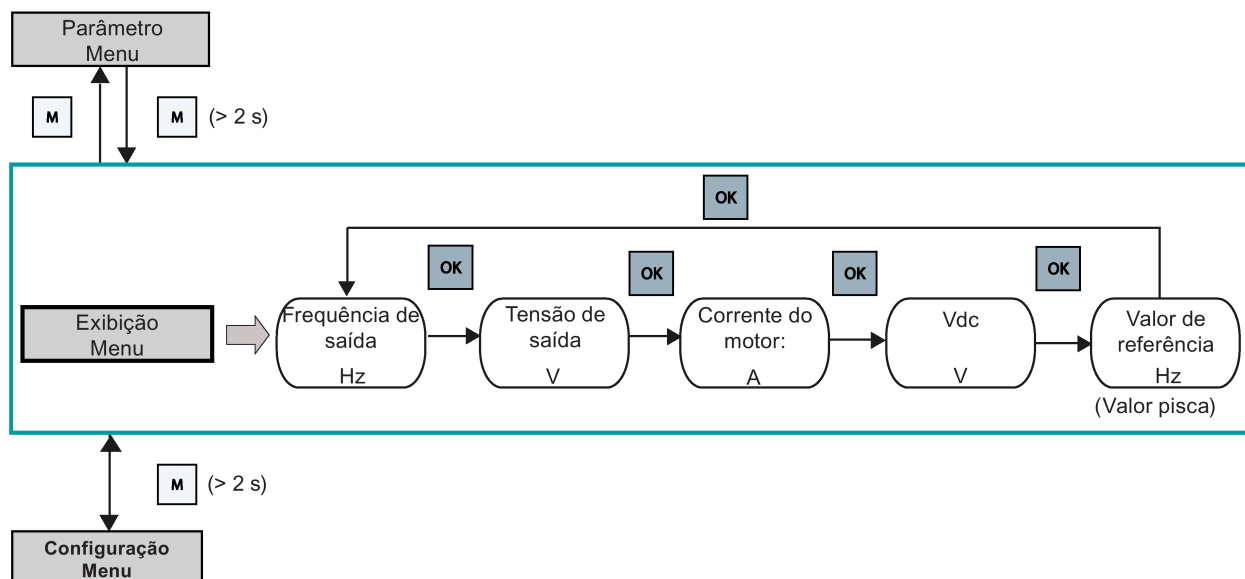 Parâmetro
Menu
M
M (> 2 s)
OK
OK
OK
OK
OK
Exibição
Menu
Frequência de
saída
Hz
Tensão de
saída
V
Corrente do
motor:
A
Vdc
V
Valor de
referência
Hz
(Valor pisca)
M (> 2 s)
Configuração
Menu